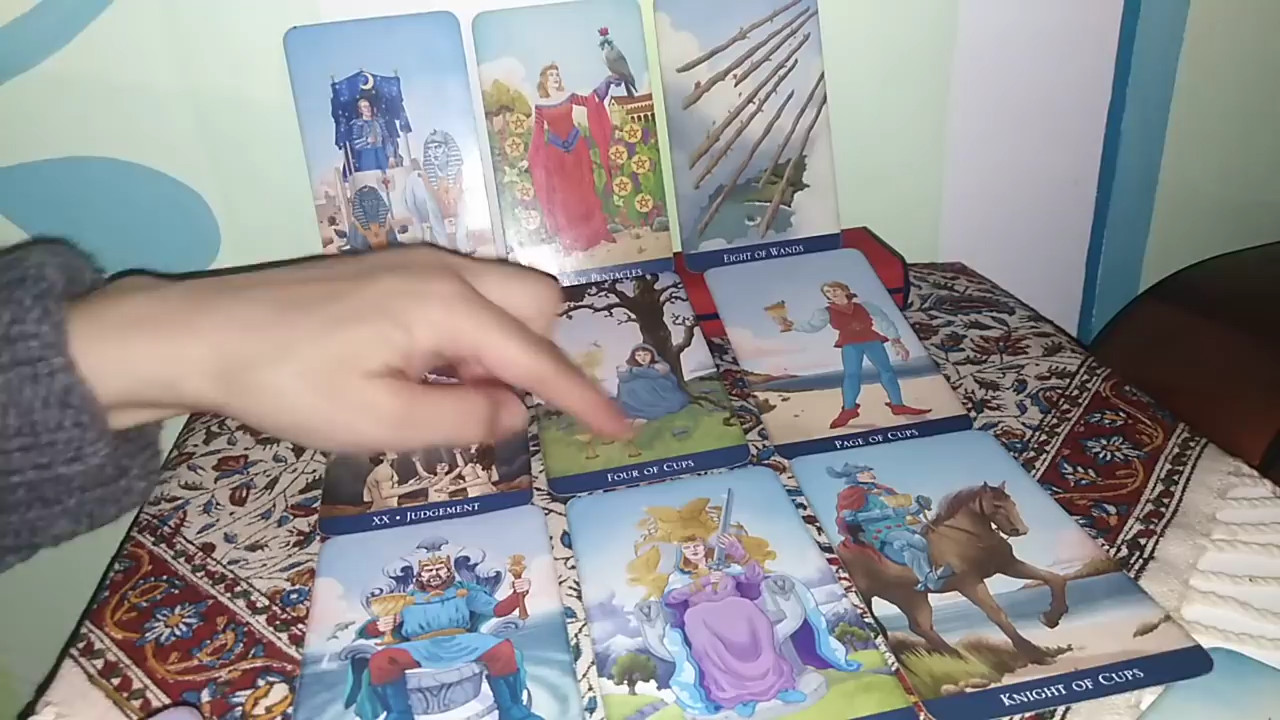 OF PENTACLES
EIGHT OF WANDS
FOUR OF CUPS
PAGE OF CUPS
XX • JUDGEMENT
KNIGHT OF CUPS